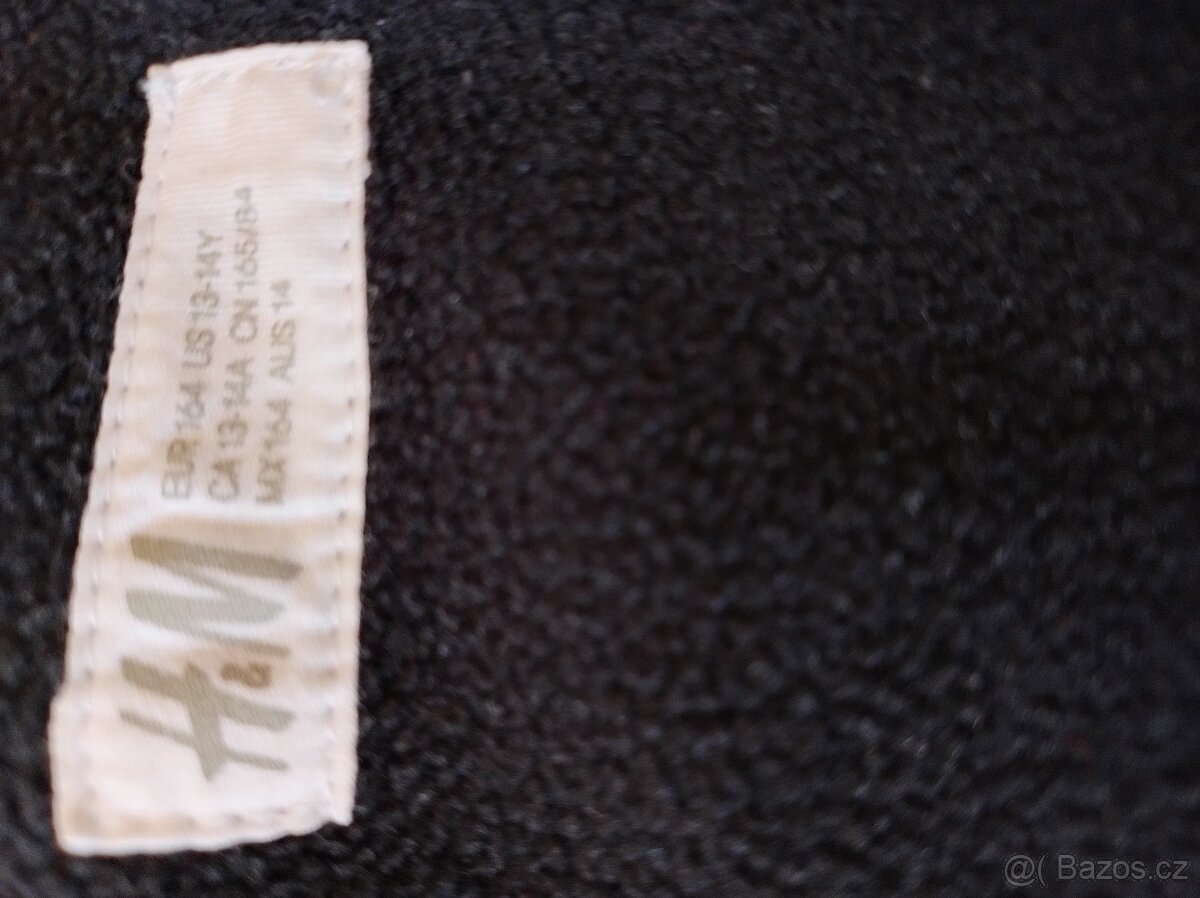 H&M
EUR 164 US 13-14Y
CA 13-14A CN 165/84
MX 164 AUS 14
@( Bazos.cz